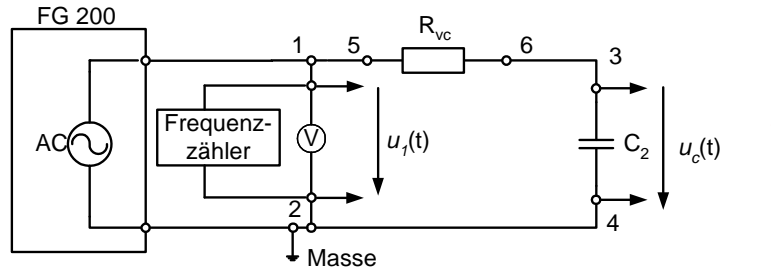 FG 200
AC
1
5
R_vc
6
3
Frequenz-
zähler
V
u_1(t)
C_2
u_c(t)
2
4
Masse